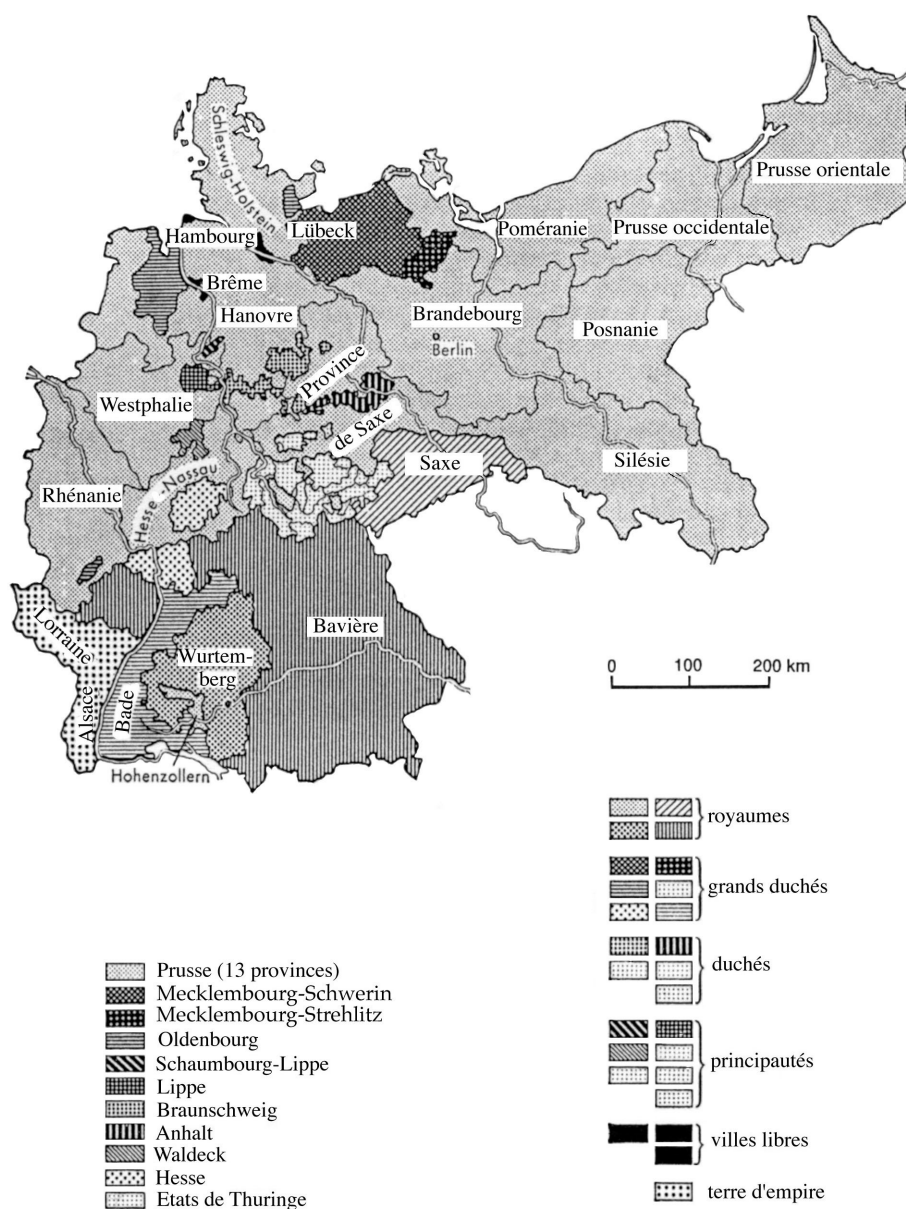 Schleswig-Holstein
Prusse orientale
Lübeck
Hambourg
Poméranie
Prusse occidentale
Brême
Hanovre
Brandebourg
Posnanie
Berlin
Province
de Saxe
Westphalie
Saxe
Silésie
Rhénanie
Hesse-Nassau
Lorraine
Bavière
Wurtem-
berg
Alsace
Bade
Hohenzollern
0 100 200 km
royaumes
grands duchés
duchés
principautés
villes libres
terre d'empire
Prusse (13 provinces)
Mecklembourg-Schwerin
Mecklembourg-Strehlitz
Oldenbourg
Schaumbourg-Lippe
Lippe
Braunschweig
Anhalt
Waldeck
Hesse
Etats de Thuringe